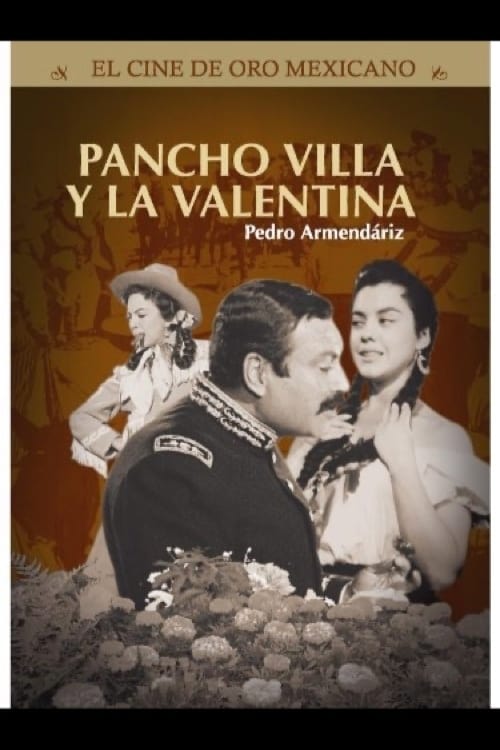 EL CINE DE ORO MEXICANO
PANCHO VILLA
Y LA VALENTINA
Pedro Armendáriz